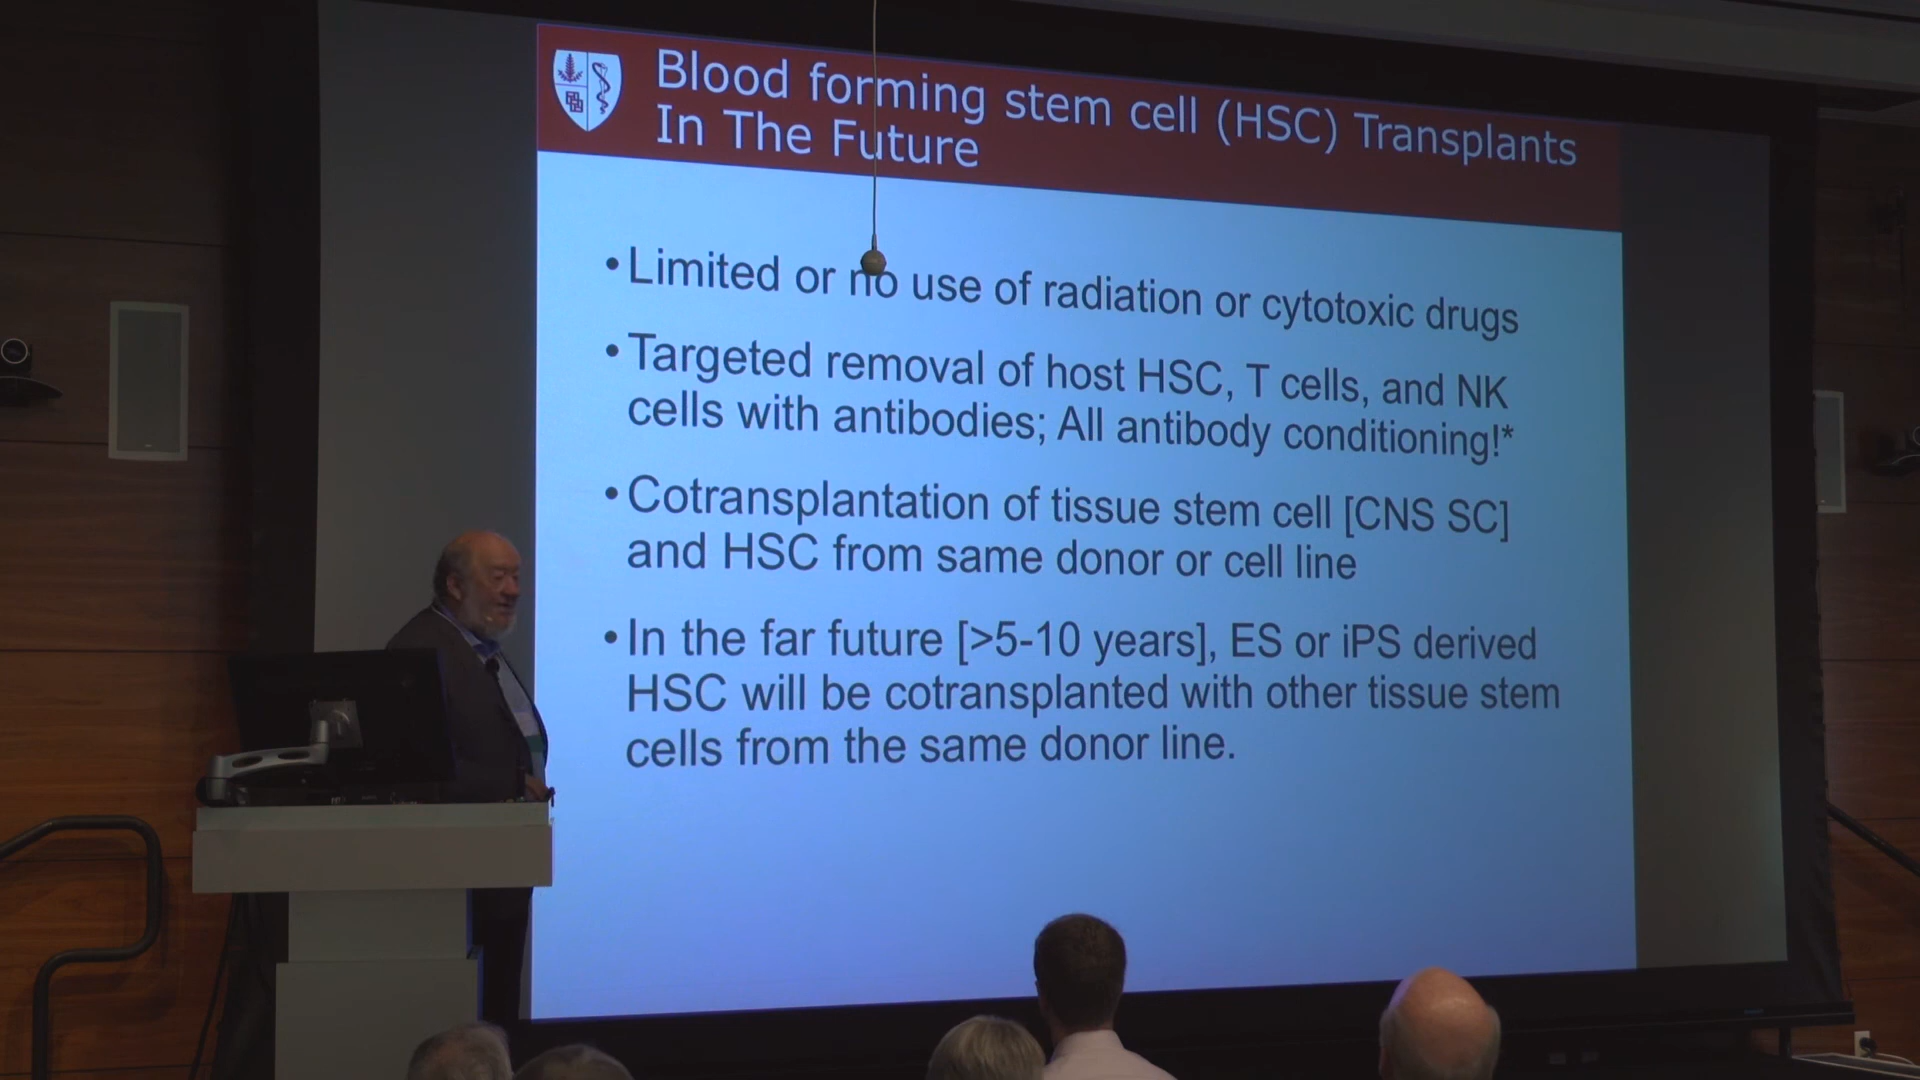 Blood forming stem cell (HSC) Transplants
In The Future
•Limited or no use of radiation or cytotoxic drugs
•Targeted removal of host HSC, T cells, and NK
cells with antibodies; All antibody conditioning!*
•Cotransplantation of tissue stem cell [CNS SC]
and HSC from same donor or cell line
•In the far future [>5-10 years], ES or iPS derived
HSC will be cotransplanted with other tissue stem
cells from the same donor line.